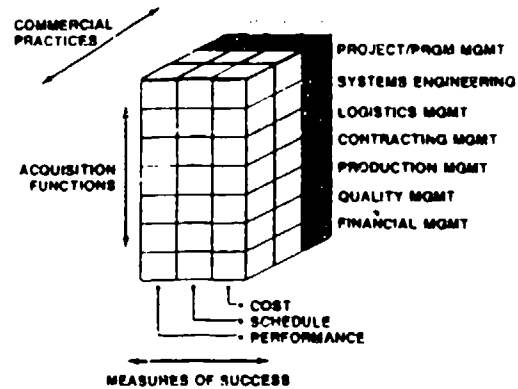 COMMERCIAL
PRACTICES
PROJECT/PRGM MGMT
SYSTEMS ENGINEERING
LOGISTICS MGMT
CONTRACTING MGMT
PRODUCTION MGMT
QUALITY MGMT
FINANCIAL MGMT
ACQUISITION
FUNCTIONS
• COST
• SCHEDULE
• PERFORMANCE
MEASURES OF SUCCESS